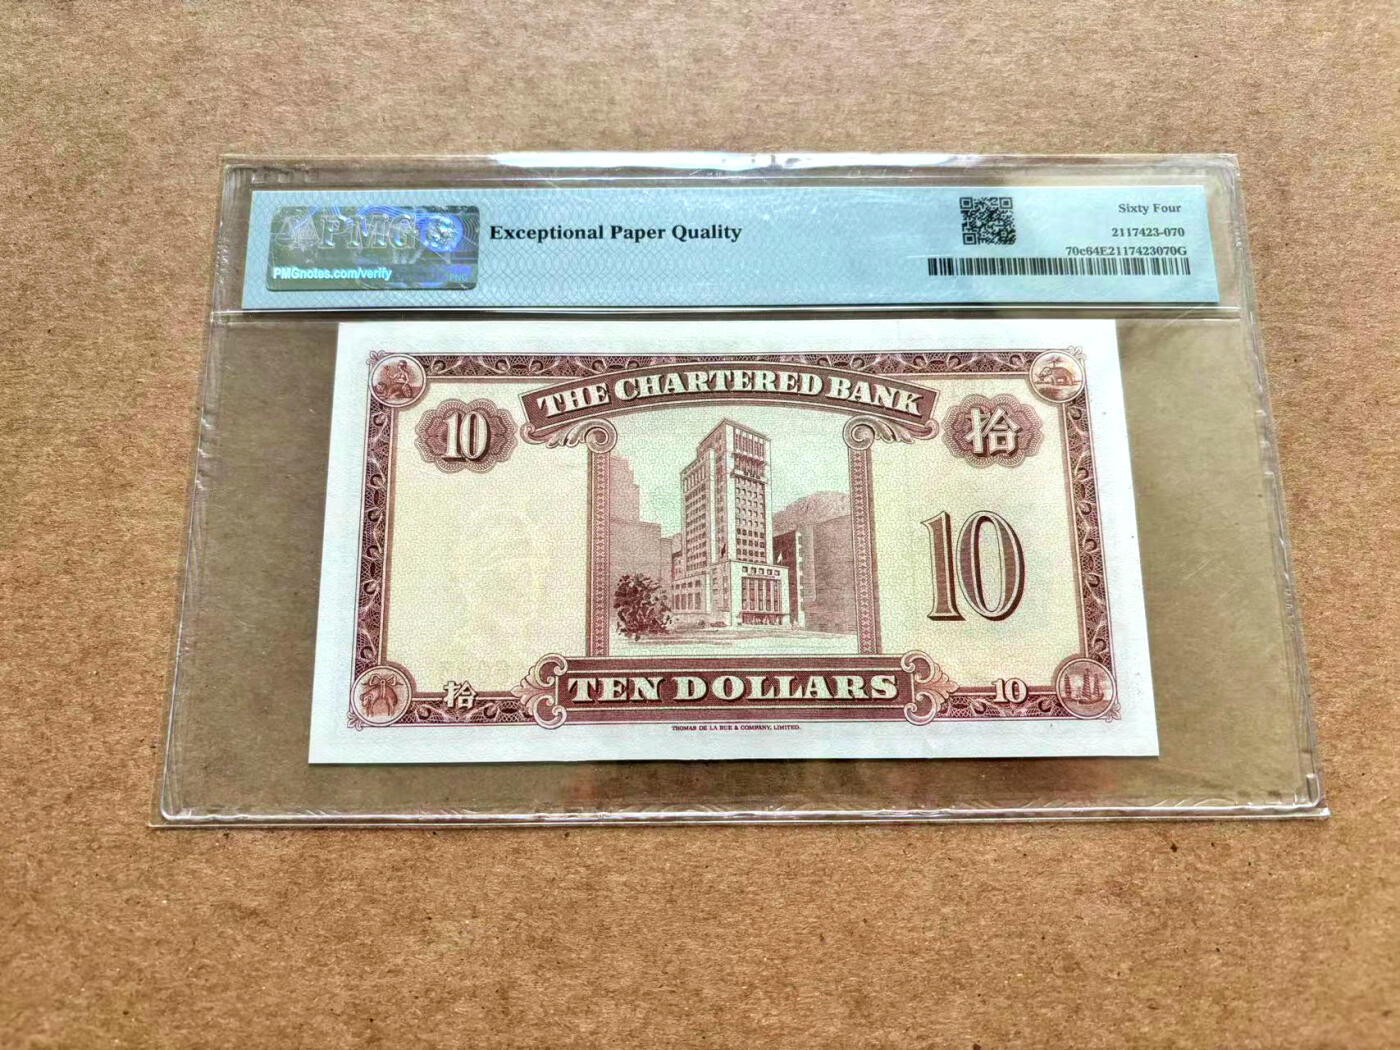 PMG
PMGnotes.com/verify
Exceptional Paper Quality
Sixty Four
2117423-070
70c64E2117423070G
THE CHARTERED BANK
10
拾
10
TEN DOLLARS
拾
10
THOMAS DE LA RUE & COMPANY, LIMITED.